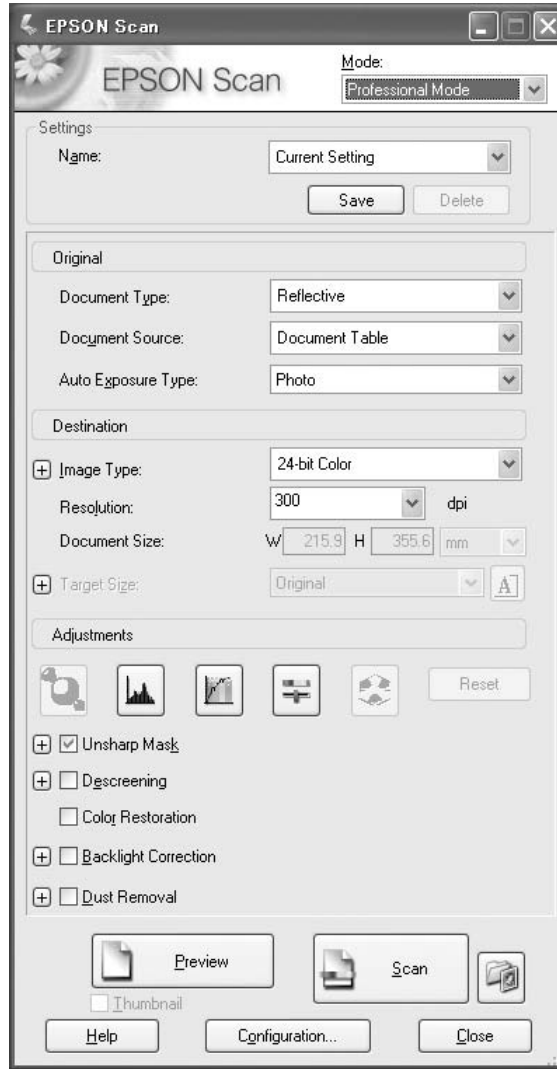 EPSON Scan
EPSON Scan
Mode:
Professional Mode
Settings
Name:
Current Setting
Save
Delete
Original
Document Type:
Reflective
Document Source:
Document Table
Auto Exposure Type:
Photo
Destination
Image Type:
24-bit Color
Resolution:
300
dpi
Document Size:
W 215.9 H 355.6 mm
Target Size:
Original
A
Adjustments
Reset
Unsharp Mask
Descreening
Color Restoration
Backlight Correction
Dust Removal
Preview
Scan
Thumbnail
Help
Configuration...
Close